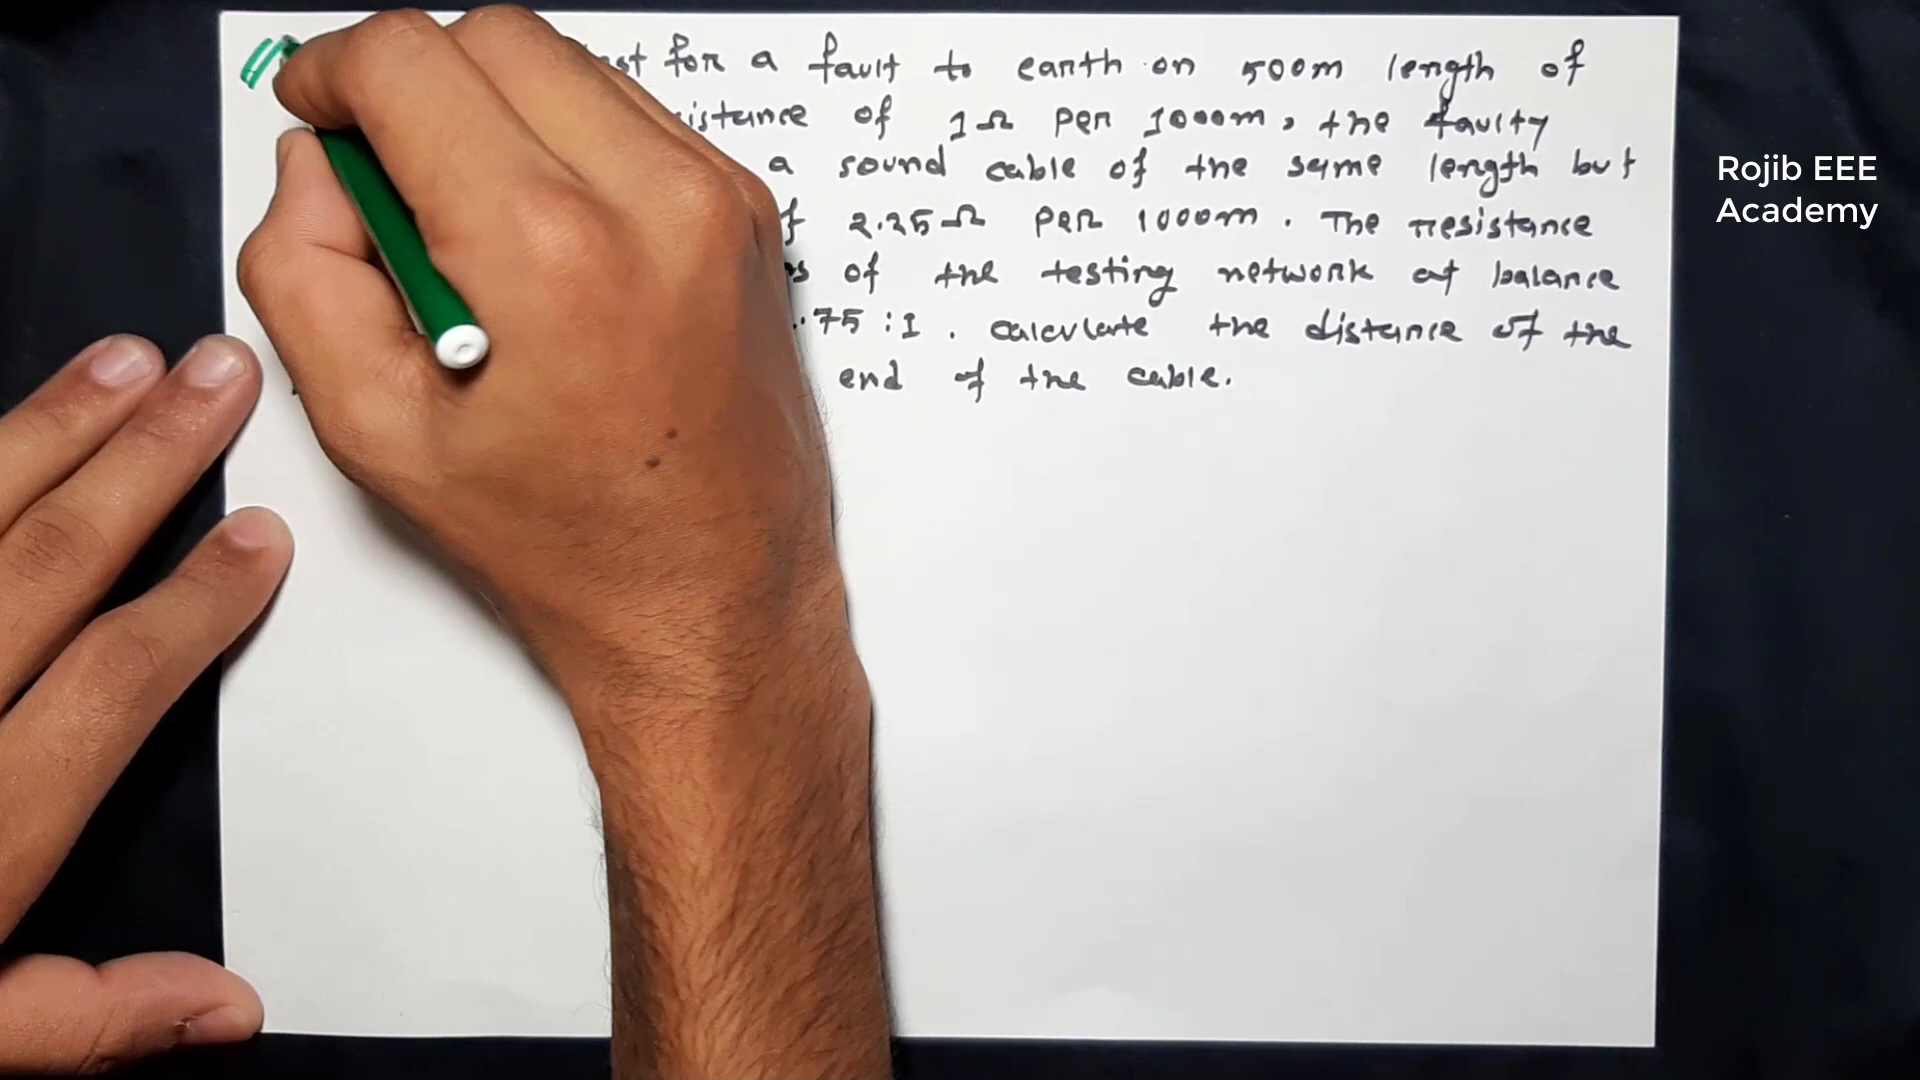 for a fault to earth on 500m length of
of 1Ω per 1000m, the faulty
a sound cable of the same length but
2.25Ω per 1000m. The resistance
of the testing network at balance
.75:1. calculate the distance of the
end of the cable.
Rojib EEE
Academy